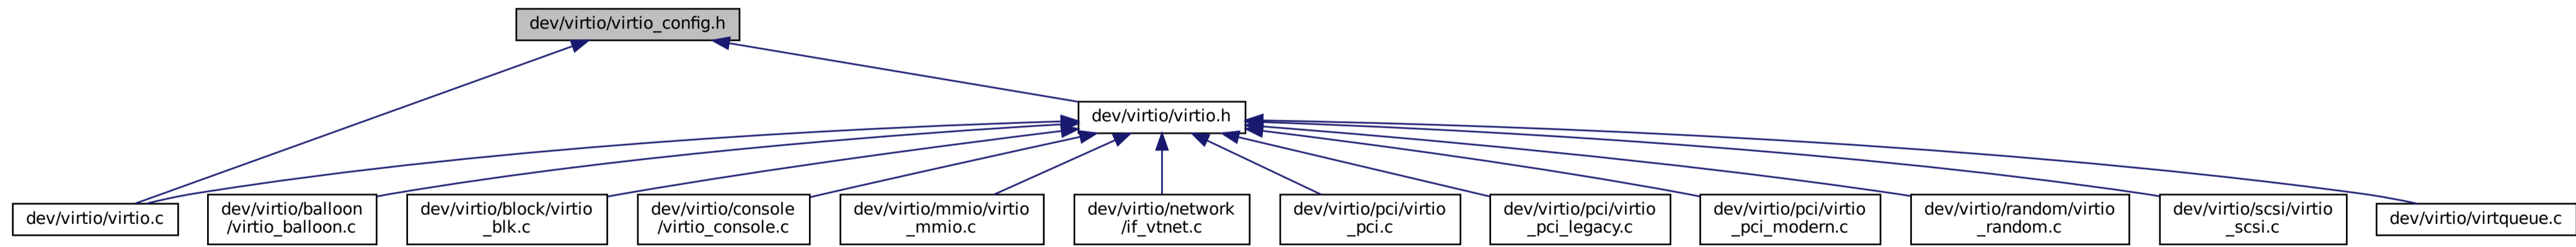 dev/virtio/virtio_config.h
dev/virtio/virtio.h
dev/virtio/virtio.c
dev/virtio/balloon
/virtio_balloon.c
dev/virtio/block/virtio
_blk.c
dev/virtio/console
/virtio_console.c
dev/virtio/mmio/virtio
_mmio.c
dev/virtio/network
/if_vtnet.c
dev/virtio/pci/virtio
_pci.c
dev/virtio/pci/virtio
_pci_legacy.c
dev/virtio/pci/virtio
_pci_modern.c
dev/virtio/random/virtio
_random.c
dev/virtio/scsi/virtio
_scsi.c
dev/virtio/virtqueue.c